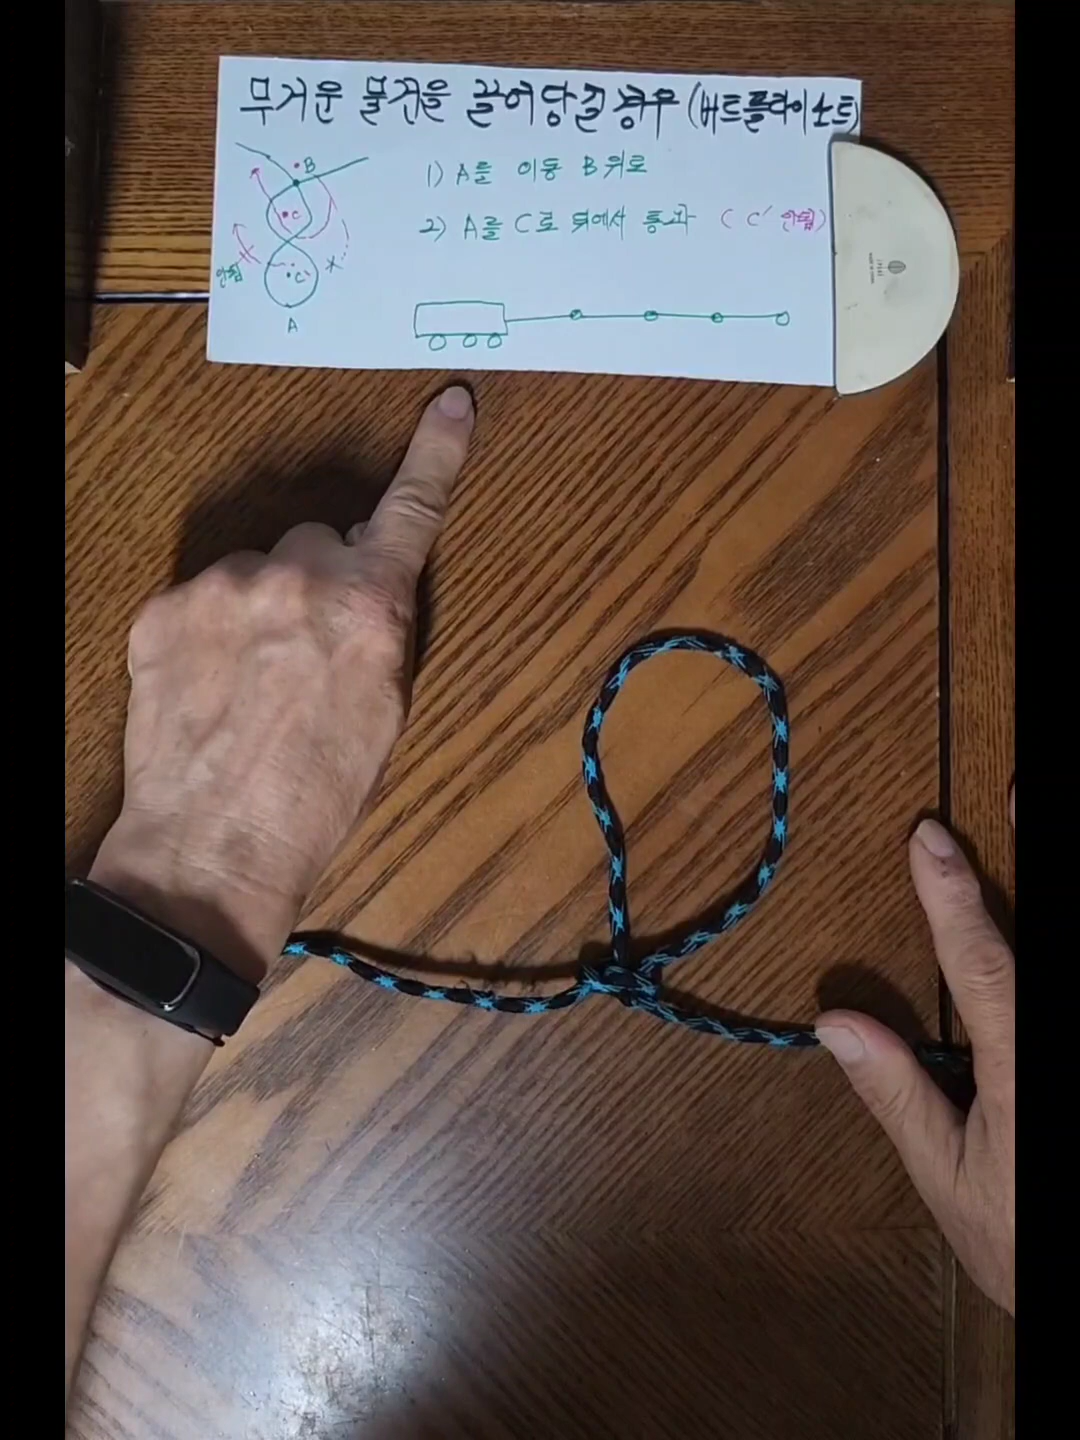 무거운 물건을 끌어당길 경우 (버트플라이 노트)
B
1) A를 이동 B위로
C
2) A를 C로 뒤에서 통과 (C' 안됨)
안됨
C'
A